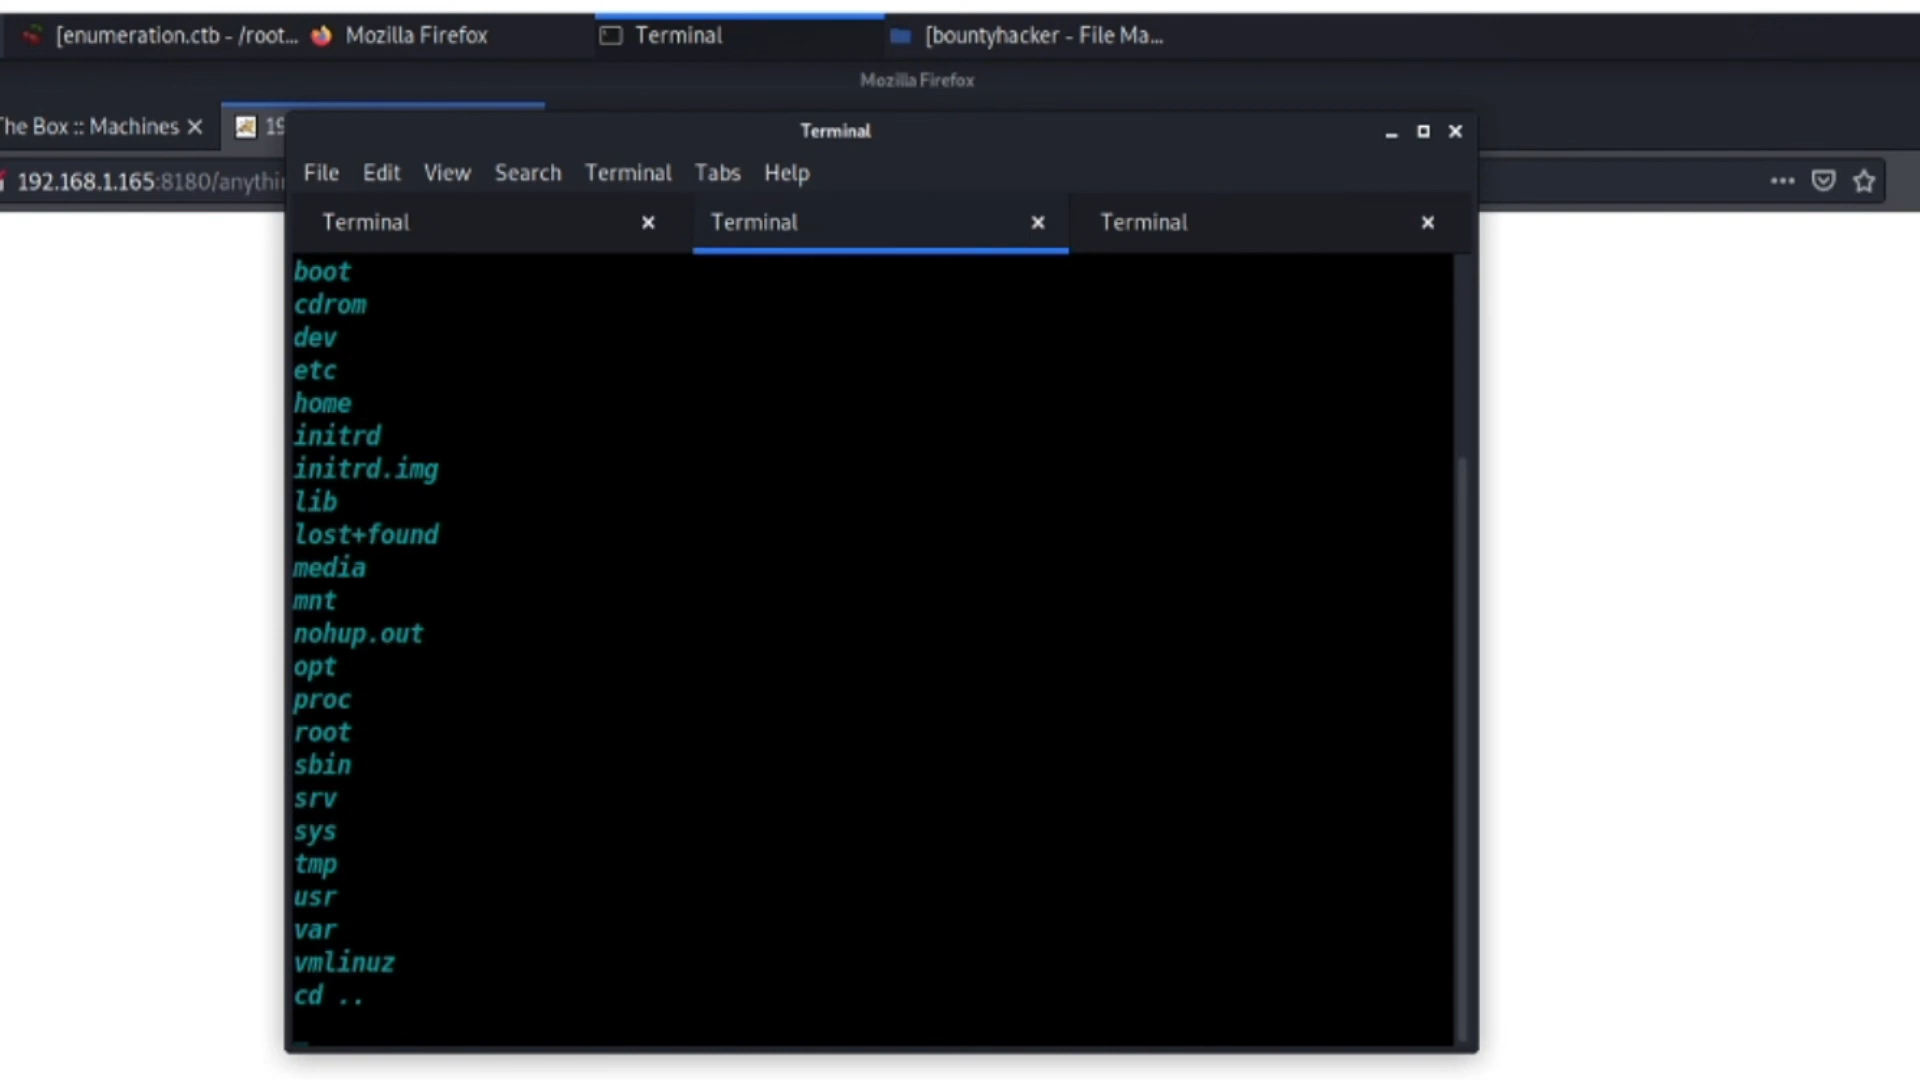 [enumeration.ctb - /root... Mozilla Firefox Terminal [bountyhacker - File Ma...
Mozilla Firefox
The Box :: Machines 19
Terminal
192.168.1.165:8180/anythi
File Edit View Search Terminal Tabs Help
Terminal Terminal Terminal
boot
cdrom
dev
etc
home
initrd
initrd.img
lib
lost+found
media
mnt
nohup.out
opt
proc
root
sbin
srv
sys
tmp
usr
var
vmlinuz
cd ..